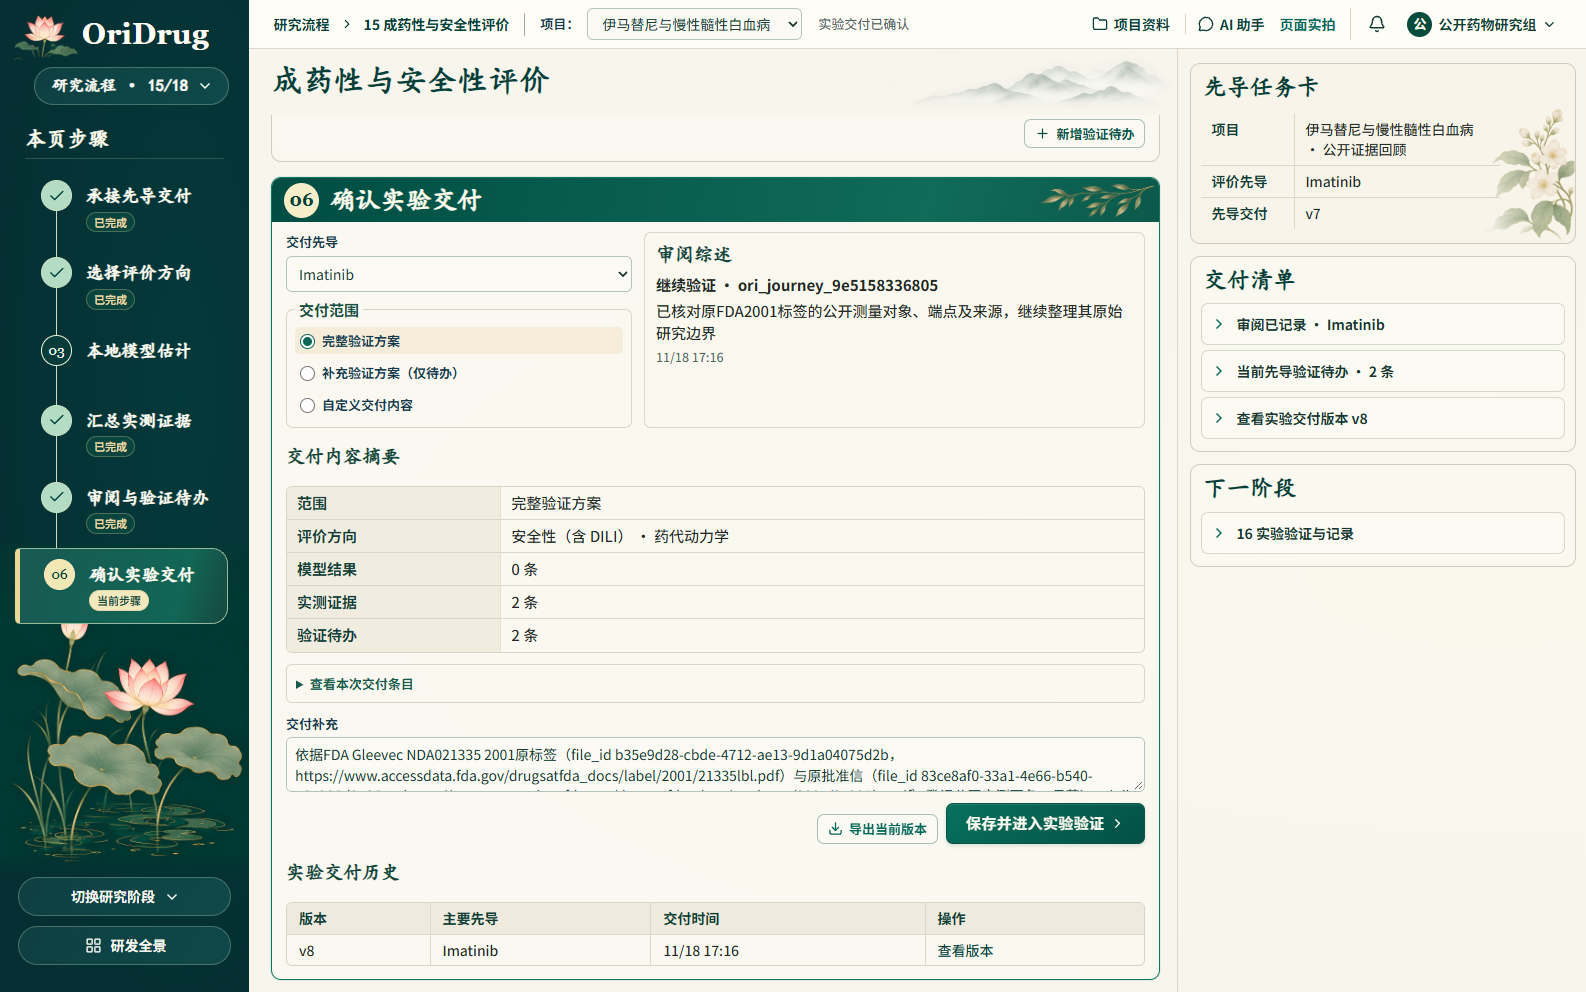 OriDrug
研究流程 • 15/18
本页步骤
承接先导交付
已完成
选择评价方向
已完成
03 本地模型估计
汇总实测证据
已完成
审阅与验证待办
已完成
06 确认实验交付
当前步骤
切换研究阶段
研发全景
研究流程 > 15 成药性与安全性评价
项目：
伊马替尼与慢性髓性白血病
实验交付已确认
项目资料
AI 助手
页面实拍
公 公开药物研究组
成药性与安全性评价
+ 新增验证待办
06 确认实验交付
交付先导
Imatinib
交付范围
完整验证方案
补充验证方案（仅待办）
自定义交付内容
审阅综述
继续验证 • ori_journey_9e5158336805
已核对原FDA2001标签的公开测量对象、端点及来源，继续整理其原始
研究边界
11/18 17:16
交付内容摘要
范围 完整验证方案
评价方向 安全性（含 DILI） • 药代动力学
模型结果 0 条
实测证据 2 条
验证待办 2 条
查看本次交付条目
交付补充
依据FDA Gleevec NDA021335 2001原标签（file_id b35e9d28-cbde-4712-ae13-9d1a04075d2b，
https://www.accessdata.fda.gov/drugsatfda_docs/label/2001/21335lbl.pdf）与原批准信（file_id 83ce8af0-33a1-4e66-b540-
导出当前版本
保存并进入实验验证 >
实验交付历史
版本 主要先导 交付时间 操作
v8 Imatinib 11/18 17:16 查看版本
先导任务卡
项目 伊马替尼与慢性髓性白血病
• 公开证据回顾
评价先导 Imatinib
先导交付 v7
交付清单
审阅已记录 • Imatinib
当前先导验证待办 • 2 条
查看实验交付版本 v8
下一阶段
16 实验验证与记录